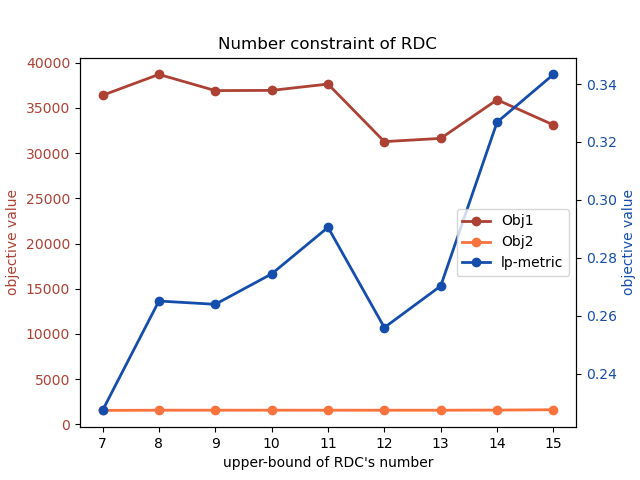 Number constraint of RDC
40000
35000
30000
25000
20000
15000
10000
5000
0
objective value
0.34
0.32
0.30
0.28
0.26
0.24
objective value
Obj1
Obj2
lp-metric
7 8 9 10 11 12 13 14 15
upper-bound of RDC's number